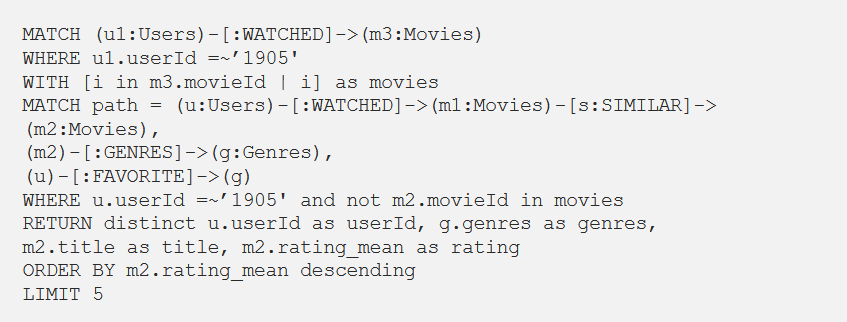 MATCH (u1:Users)-[:WATCHED]->(m3:Movies)
WHERE u1.userId =~’1905'
WITH [i in m3.movieId | i] as movies
MATCH path = (u:Users)-[:WATCHED]->(m1:Movies)-[s:SIMILAR]->
(m2:Movies),
(m2)-[:GENRES]->(g:Genres),
(u)-[:FAVORITE]->(g)
WHERE u.userId =~’1905' and not m2.movieId in movies
RETURN distinct u.userId as userId, g.genres as genres,
m2.title as title, m2.rating_mean as rating
ORDER BY m2.rating_mean descending
LIMIT 5